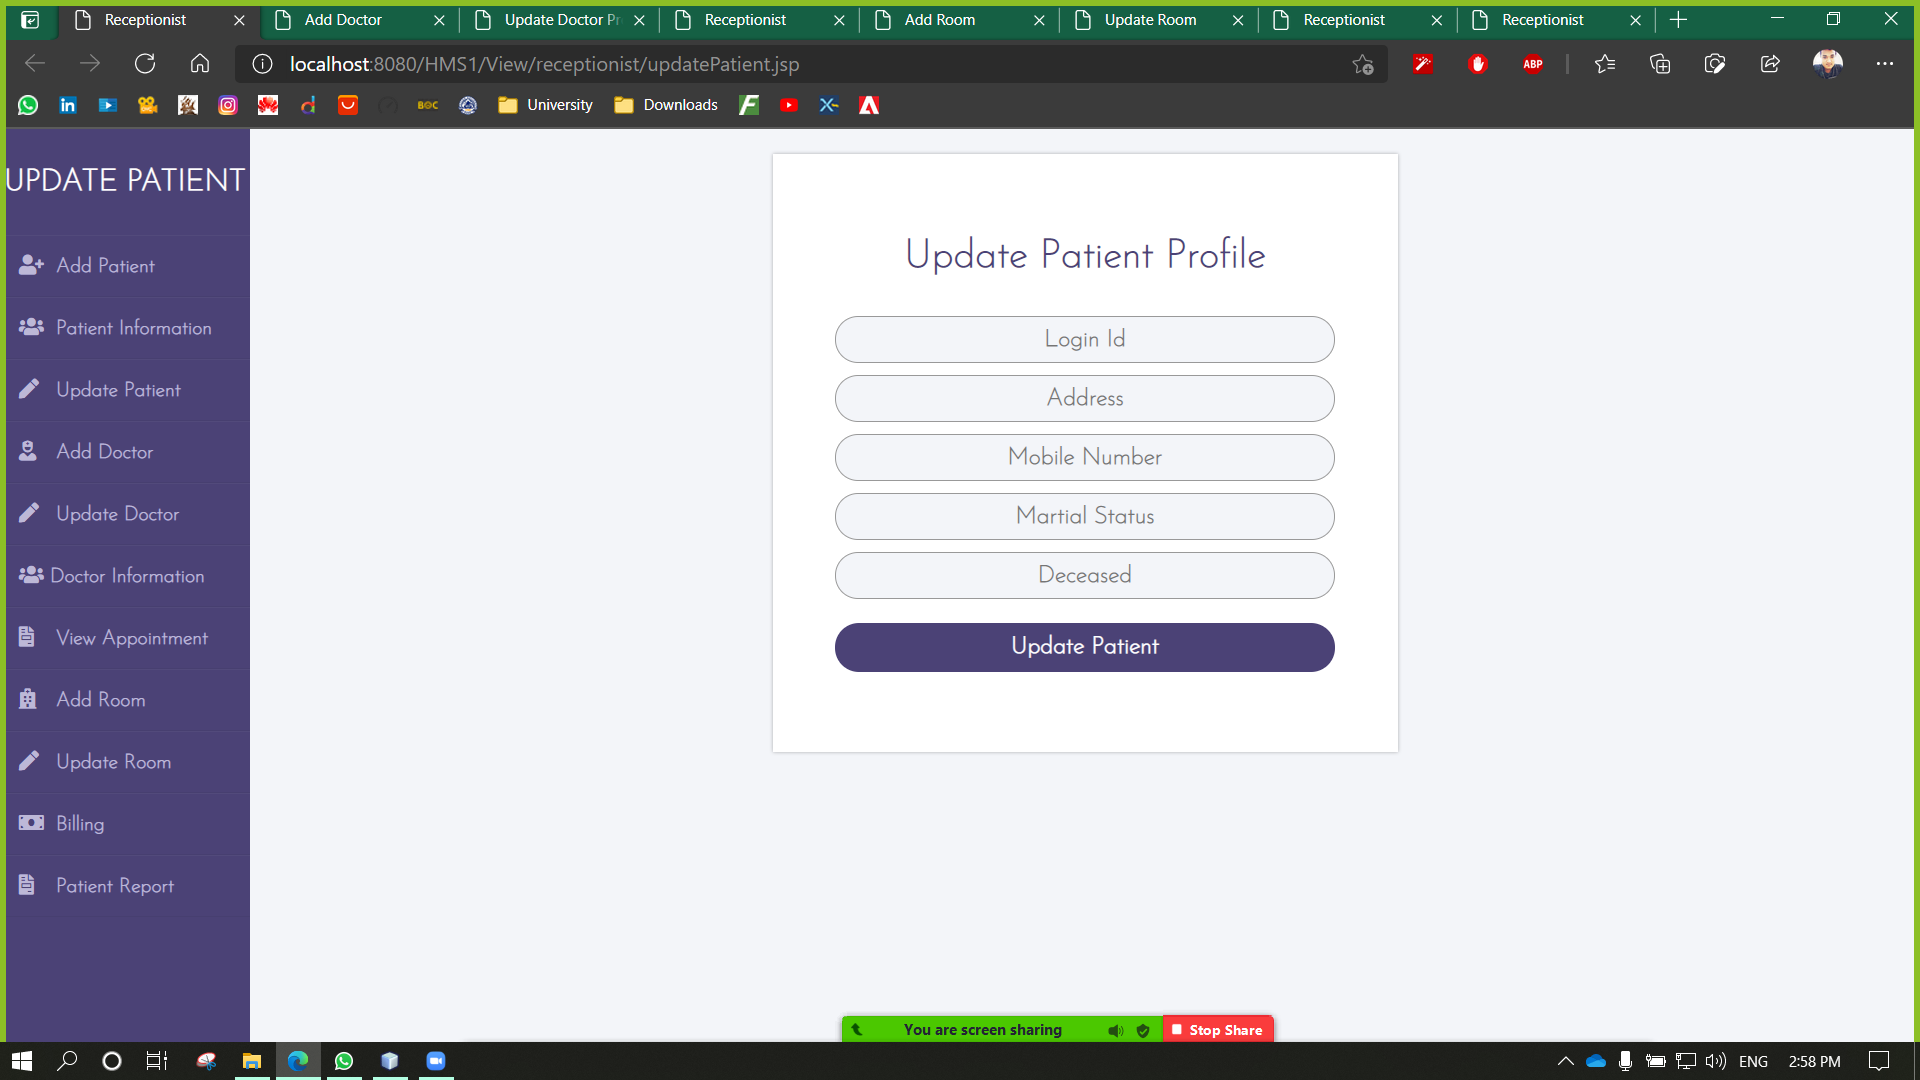 Receptionist
Add Doctor
Update Doctor Pr
Receptionist
Add Room
Update Room
Receptionist
Receptionist
localhost:8080/HMS1/View/receptionist/updatePatient.jsp
ABP
BOC
University
Downloads
UPDATE PATIENT
Add Patient
Patient Information
Update Patient
Add Doctor
Update Doctor
Doctor Information
View Appointment
Add Room
Update Room
Billing
Patient Report
Update Patient Profile
Login Id
Address
Mobile Number
Martial Status
Deceased
Update Patient
You are screen sharing
Stop Share
ENG
2:58 PM